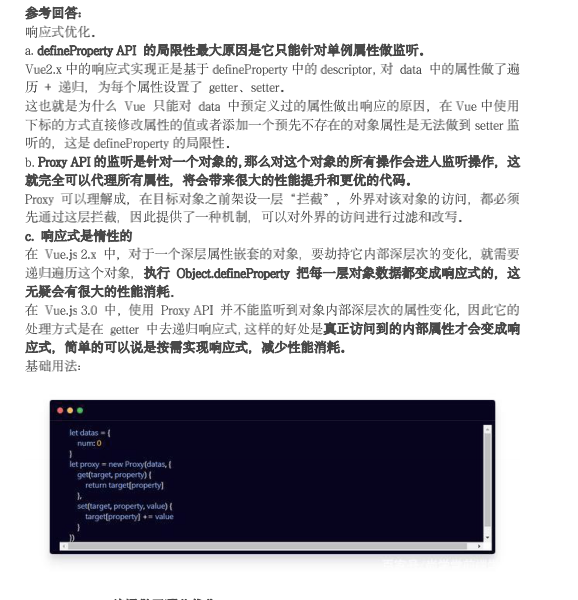 参考回答:
响应式优化.
a. defineProperty API 的局限性最大原因是它只能针对单例属性做监听。
Vue2.x 中的响应式实现正是基于 defineProperty 中的 descriptor, 对 data 中的属性做了遍
历 + 递归, 为每个属性设置了 getter、setter.
这也就是为什么 Vue 只能对 data 中预定义过的属性做出响应的原因, 在 Vue 中使用
下标的方式直接修改属性的值或者添加一个预先不存在的对象属性是无法做到 setter 监
听的, 这是 defineProperty 的局限性.
b. Proxy API 的监听是针对一个对象的,那么对这个对象的所有操作会进入监听操作, 这
就完全可以代理所有属性, 将会带来很大的性能提升和更优的代码。
Proxy 可以理解成, 在目标对象之前架设一层“拦截”, 外界对该对象的访问, 都必须
先通过这层拦截, 因此提供了一种机制, 可以对外界的访问进行过滤和改写.
c. 响应式是惰性的
在 Vue.js 2.x 中, 对于一个深层属性嵌套的对象, 要劫持它内部深层次的变化, 就需要
递归遍历这个对象, 执行 Object.defineProperty 把每一层对象数据都变成响应式的, 这
无疑会有很大的性能消耗.
在 Vue.js 3.0 中, 使用 Proxy API 并不能监听到对象内部深层次的属性变化, 因此它的
处理方式是在 getter 中去递归响应式,这样的好处是真正访问到的内部属性才会变成响
应式, 简单的可以说是按需实现响应式, 减少性能消耗。
基础用法:
let datas = {
num: 0
}
let proxy = new Proxy(datas, {
get(target, property) {
return target[property]
},
set(target, property, value) {
target[property] += value
}
})